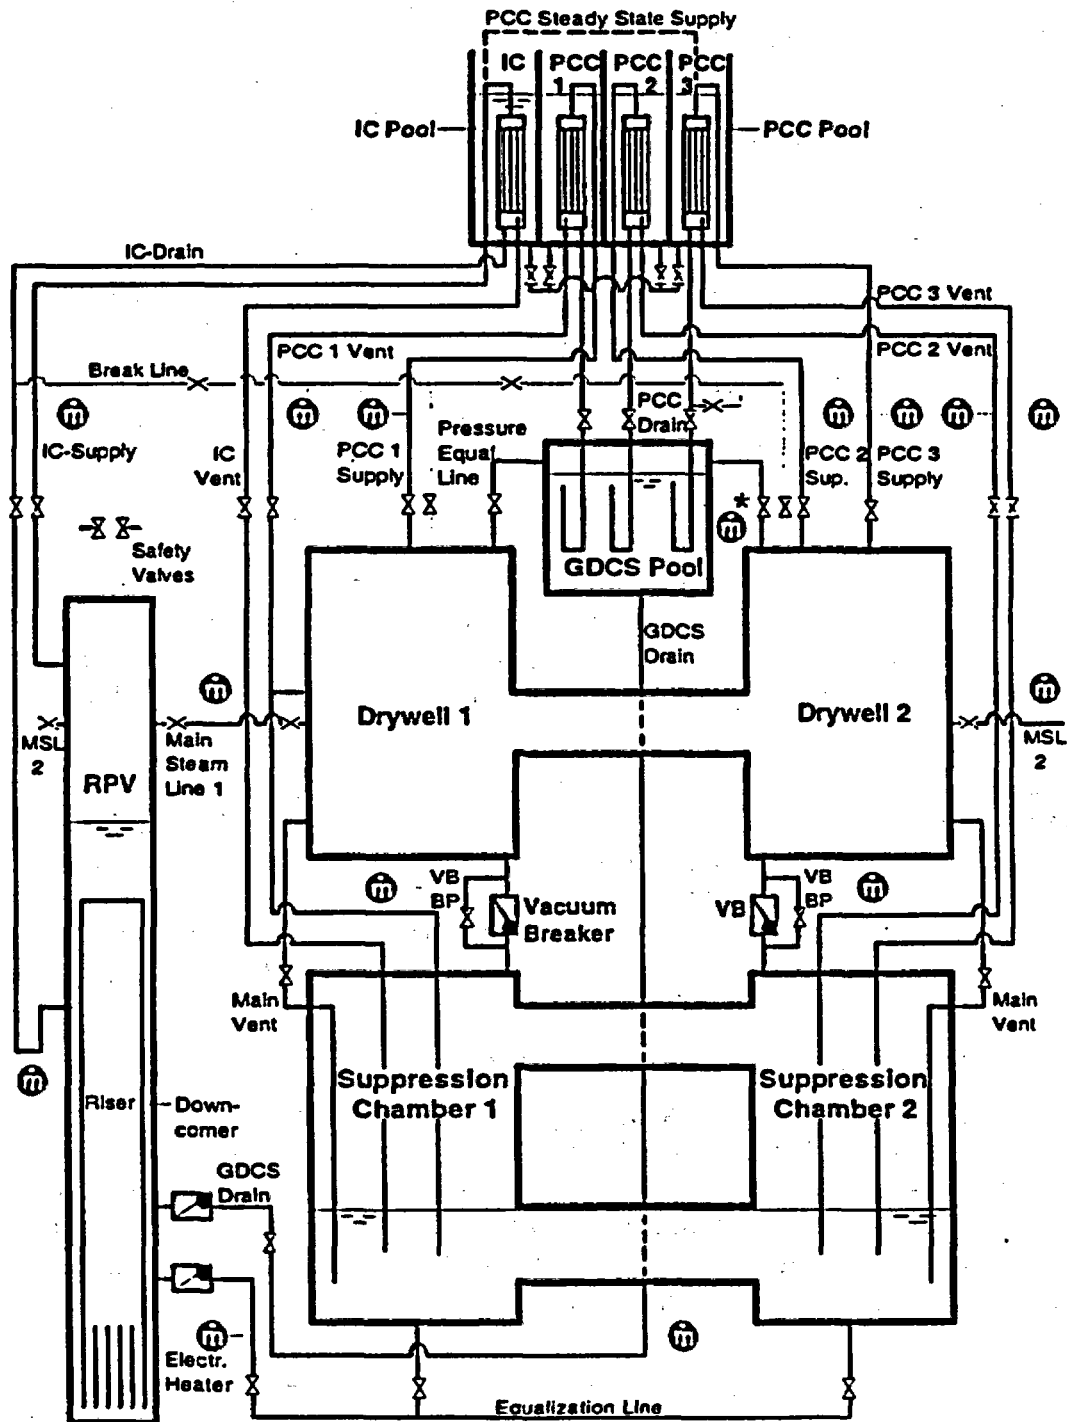 PCC Steady State Supply
IC PCC PCC PCC
1 2 3
IC Pool
PCC Pool
IC-Drain
PCC 3 Vent
PCC 1 Vent
PCC 2 Vent
Break Line
m̊
PCC
Drain
IC-Supply
IC
Vent
PCC 1
Supply
Pressure
Equal
Line
PCC 2
Sup.
PCC 3
Supply
*
Safety
Valves
GDCS Pool
GDCS
Drain
Drywell 1
Drywell 2
MSL
2
RPV
Main
Steam
Line 1
MSL
2
VB
BP
Vacuum
Breaker
VB
VB
BP
Main
Vent
Main
Vent
Suppression
Chamber 1
Suppression
Chamber 2
Riser
Down-
comer
GDCS
Drain
Electr.
Heater
Equalization Line